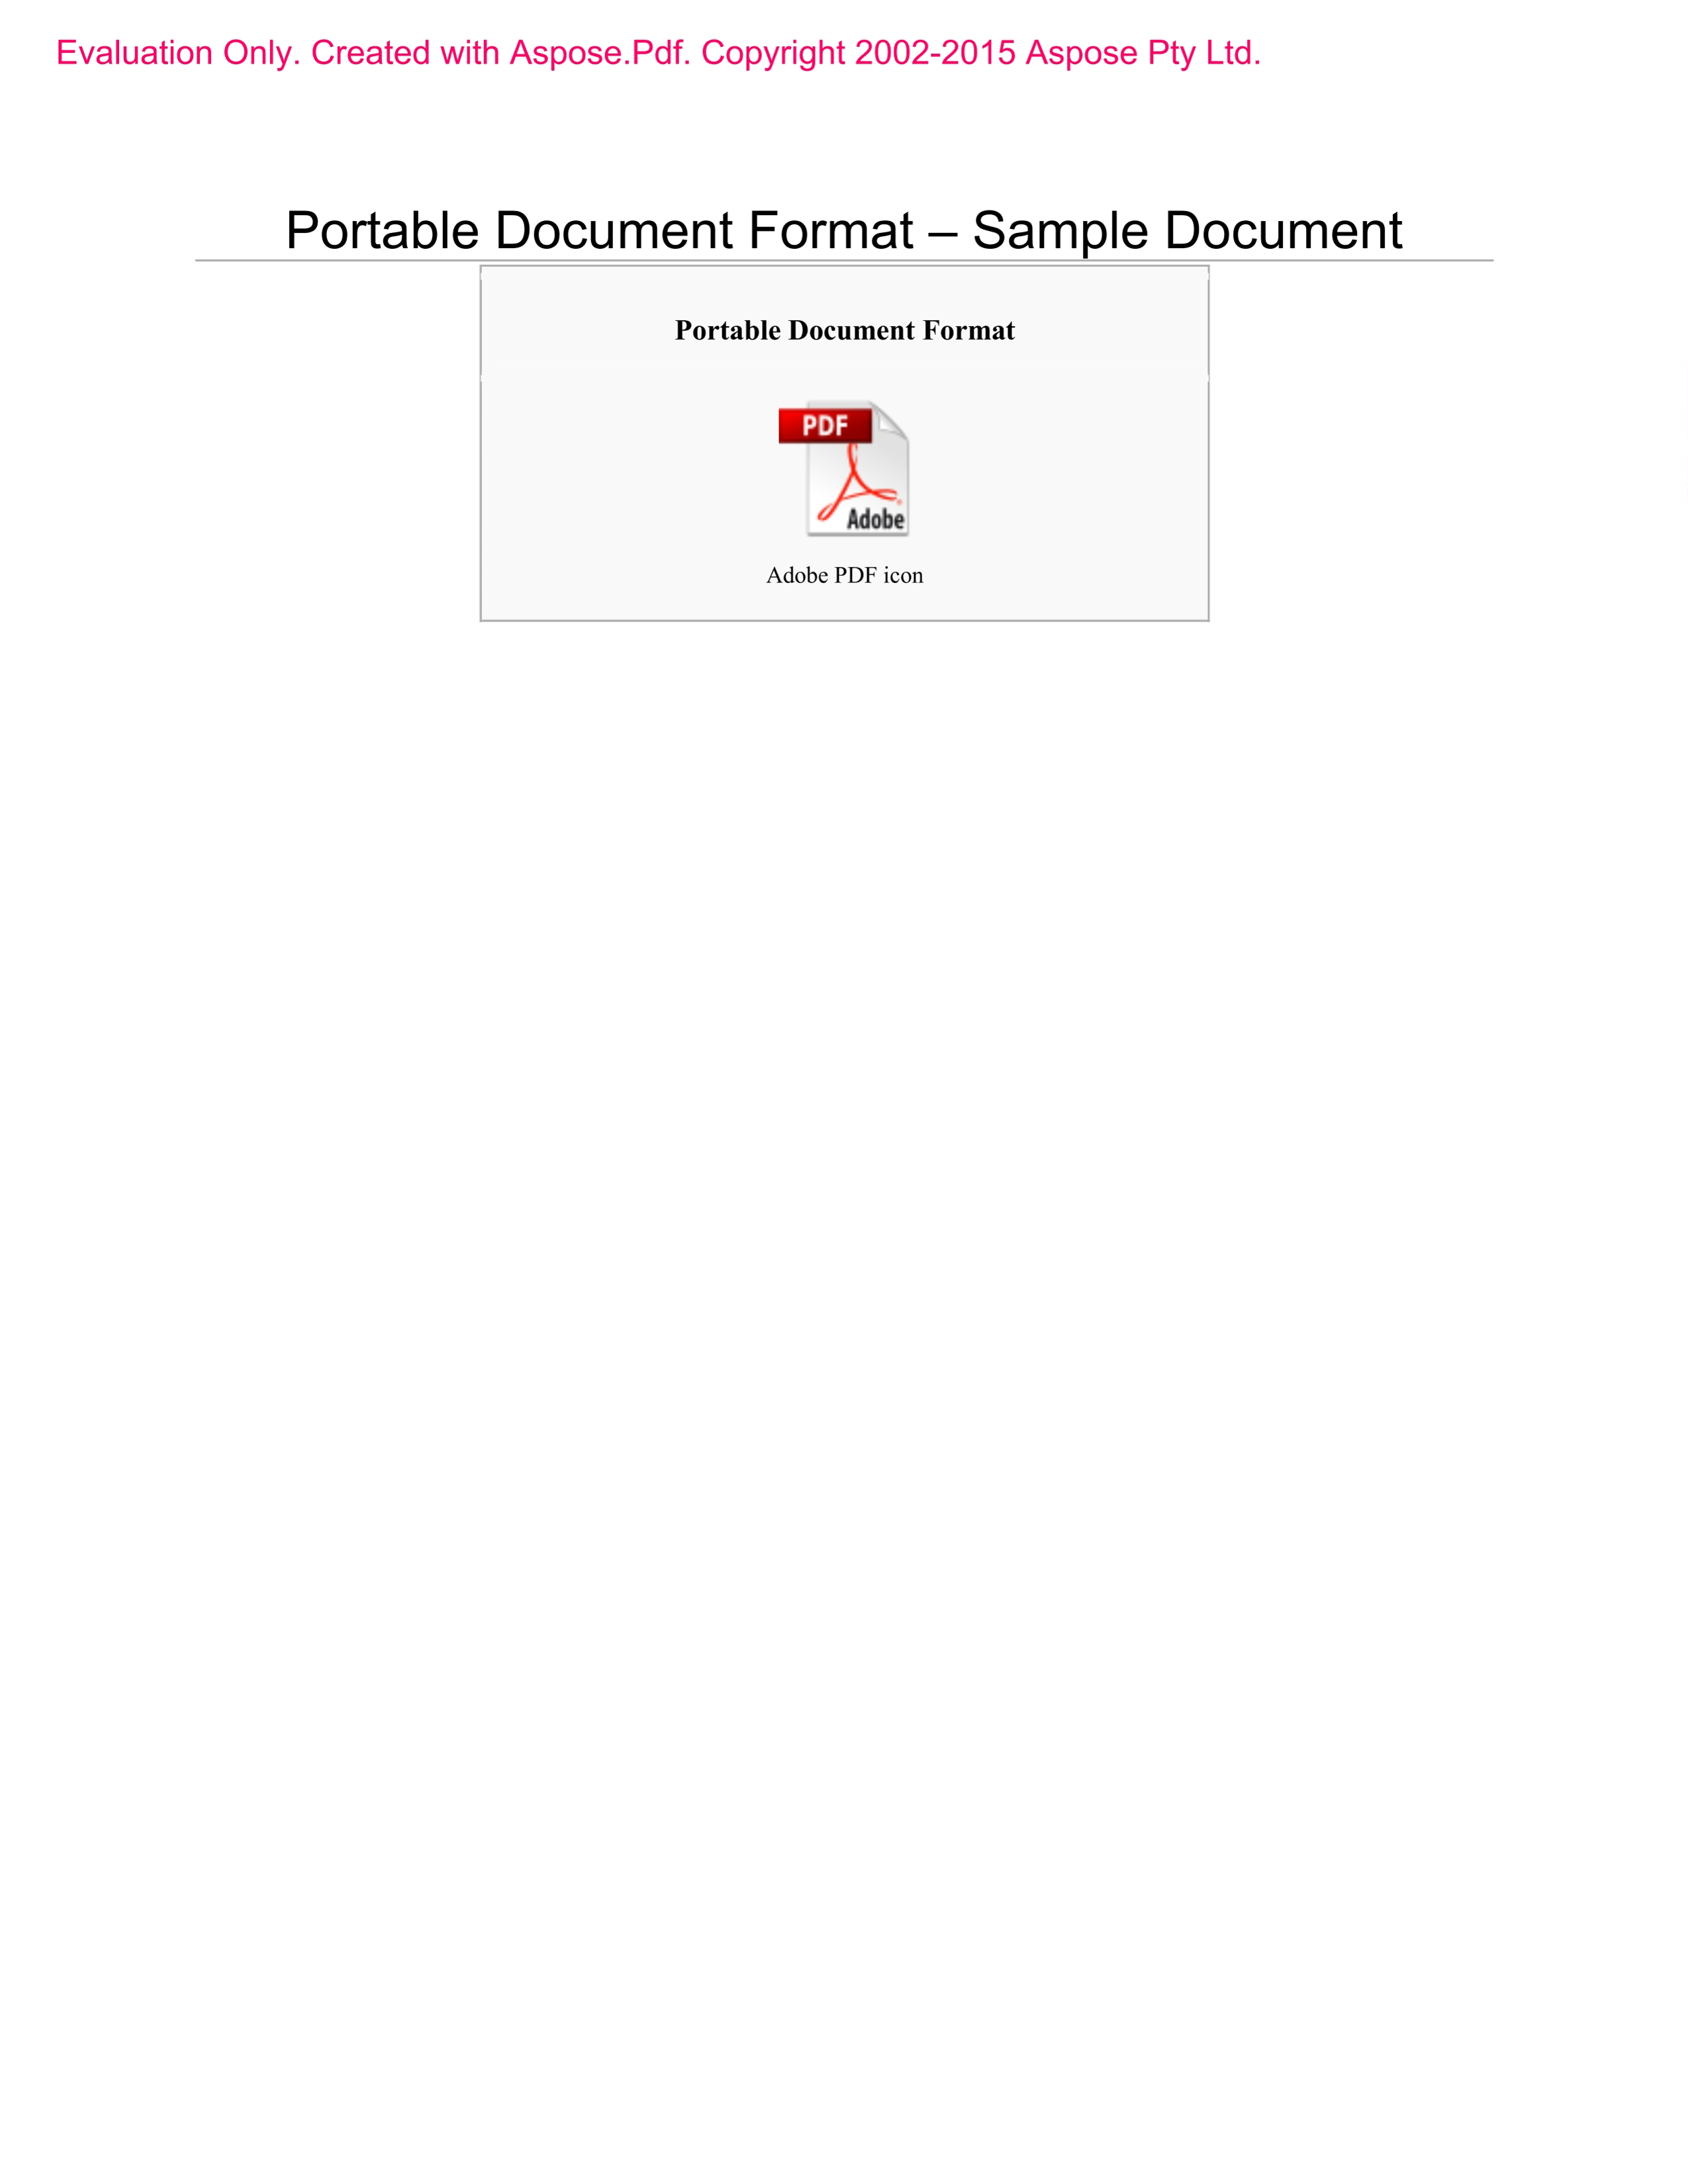 Evaluation Only. Created with Aspose.Pdf. Copyright 2002-2015 Aspose Pty Ltd.
Portable Document Format – Sample Document
Portable Document Format
PDF
Adobe
Adobe PDF icon